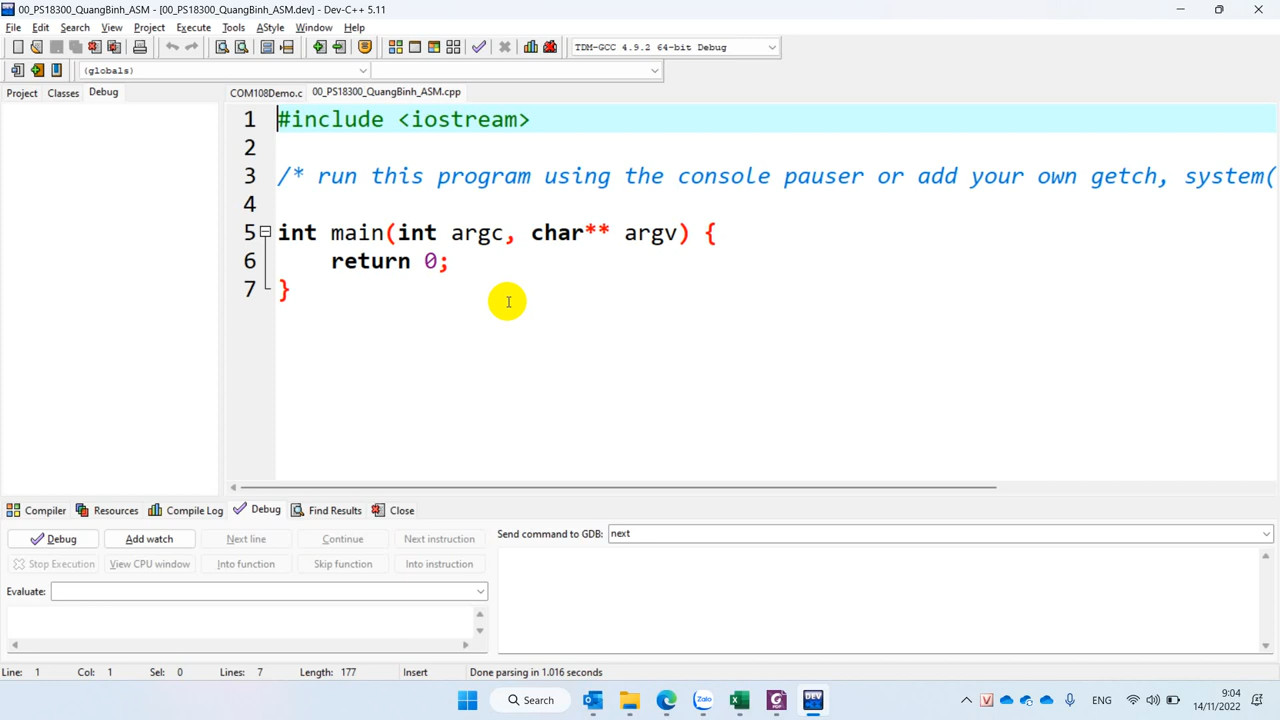 00_PS18300_QuangBinh_ASM - [00_PS18300_QuangBinh_ASM.dev] - Dev-C++ 5.11
File Edit Search View Project Execute Tools AStyle Window Help
TDM-GCC 4.9.2 64-bit Debug
(globals)
Project Classes Debug
COM108Demo.c 00_PS18300_QuangBinh_ASM.cpp
1 #include <iostream>
2
3 /* run this program using the console pauser or add your own getch, system(
4
5 int main(int argc, char** argv) {
6 return 0;
7 }
Compiler Resources Compile Log Debug Find Results Close
Debug Add watch Next line Continue Next instruction Send command to GDB: next
Stop Execution View CPU window Into function Skip function Into instruction
Evaluate:
Line: 1 Col: 1 Sel: 0 Lines: 7 Length: 177 Insert Done parsing in 1.016 seconds
Search Zalo PDF DEV V ENG 9:04
14/11/2022